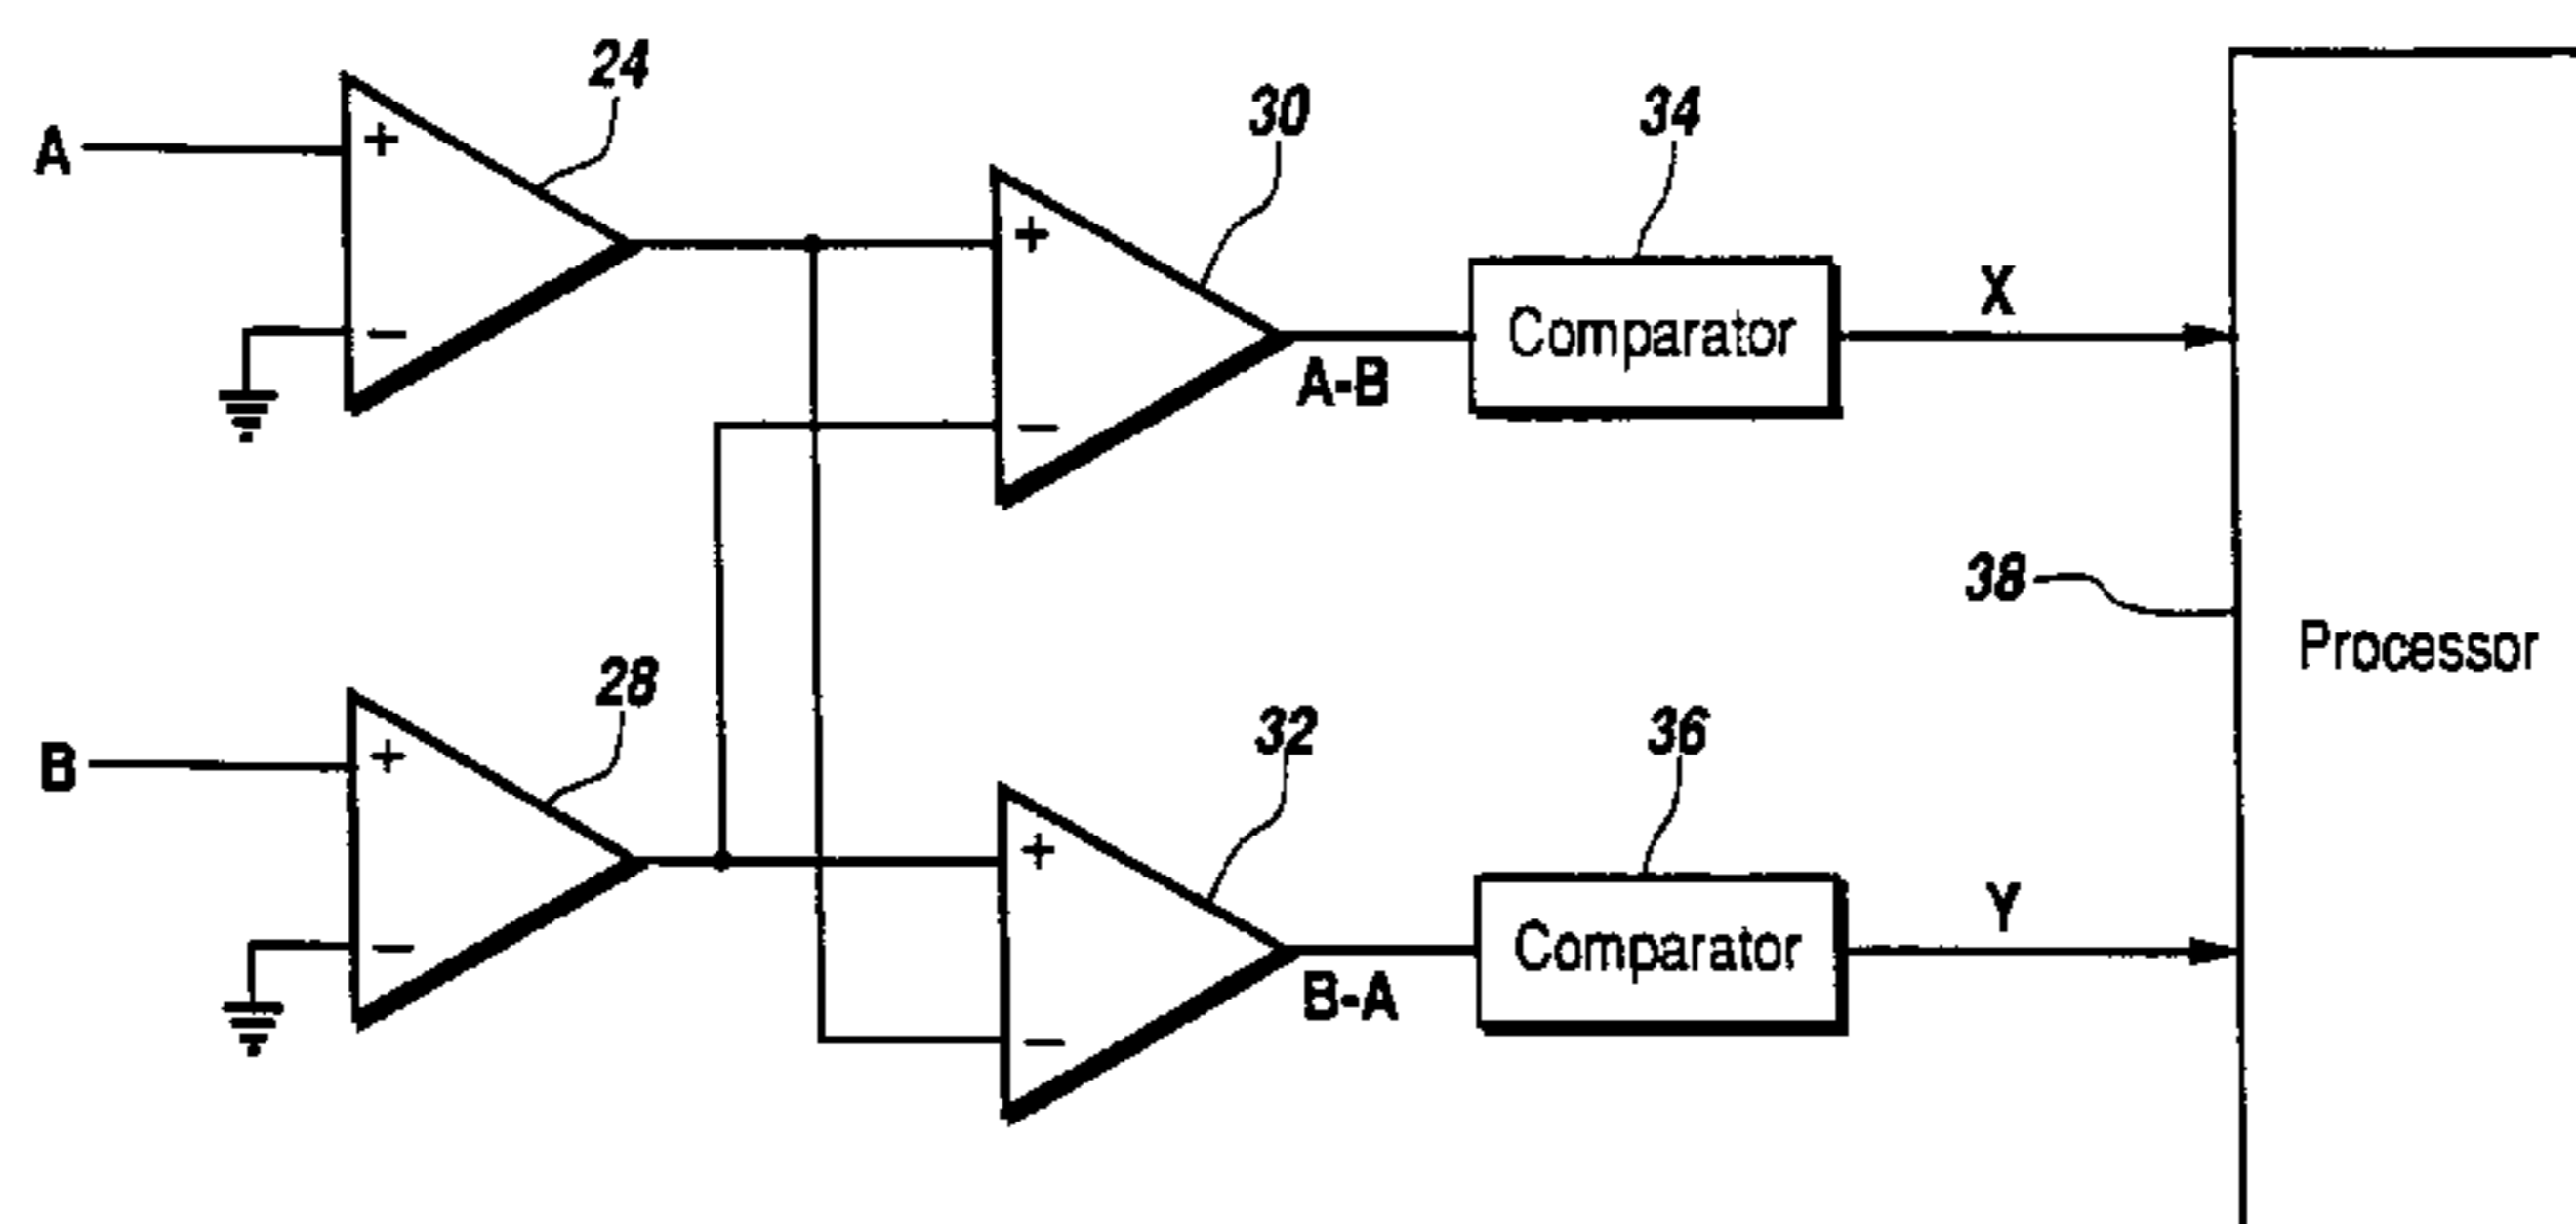 24
A
+
−
30
+
−
A-B
34
Comparator
X
38
Processor
28
B
+
−
32
+
−
B-A
36
Comparator
Y